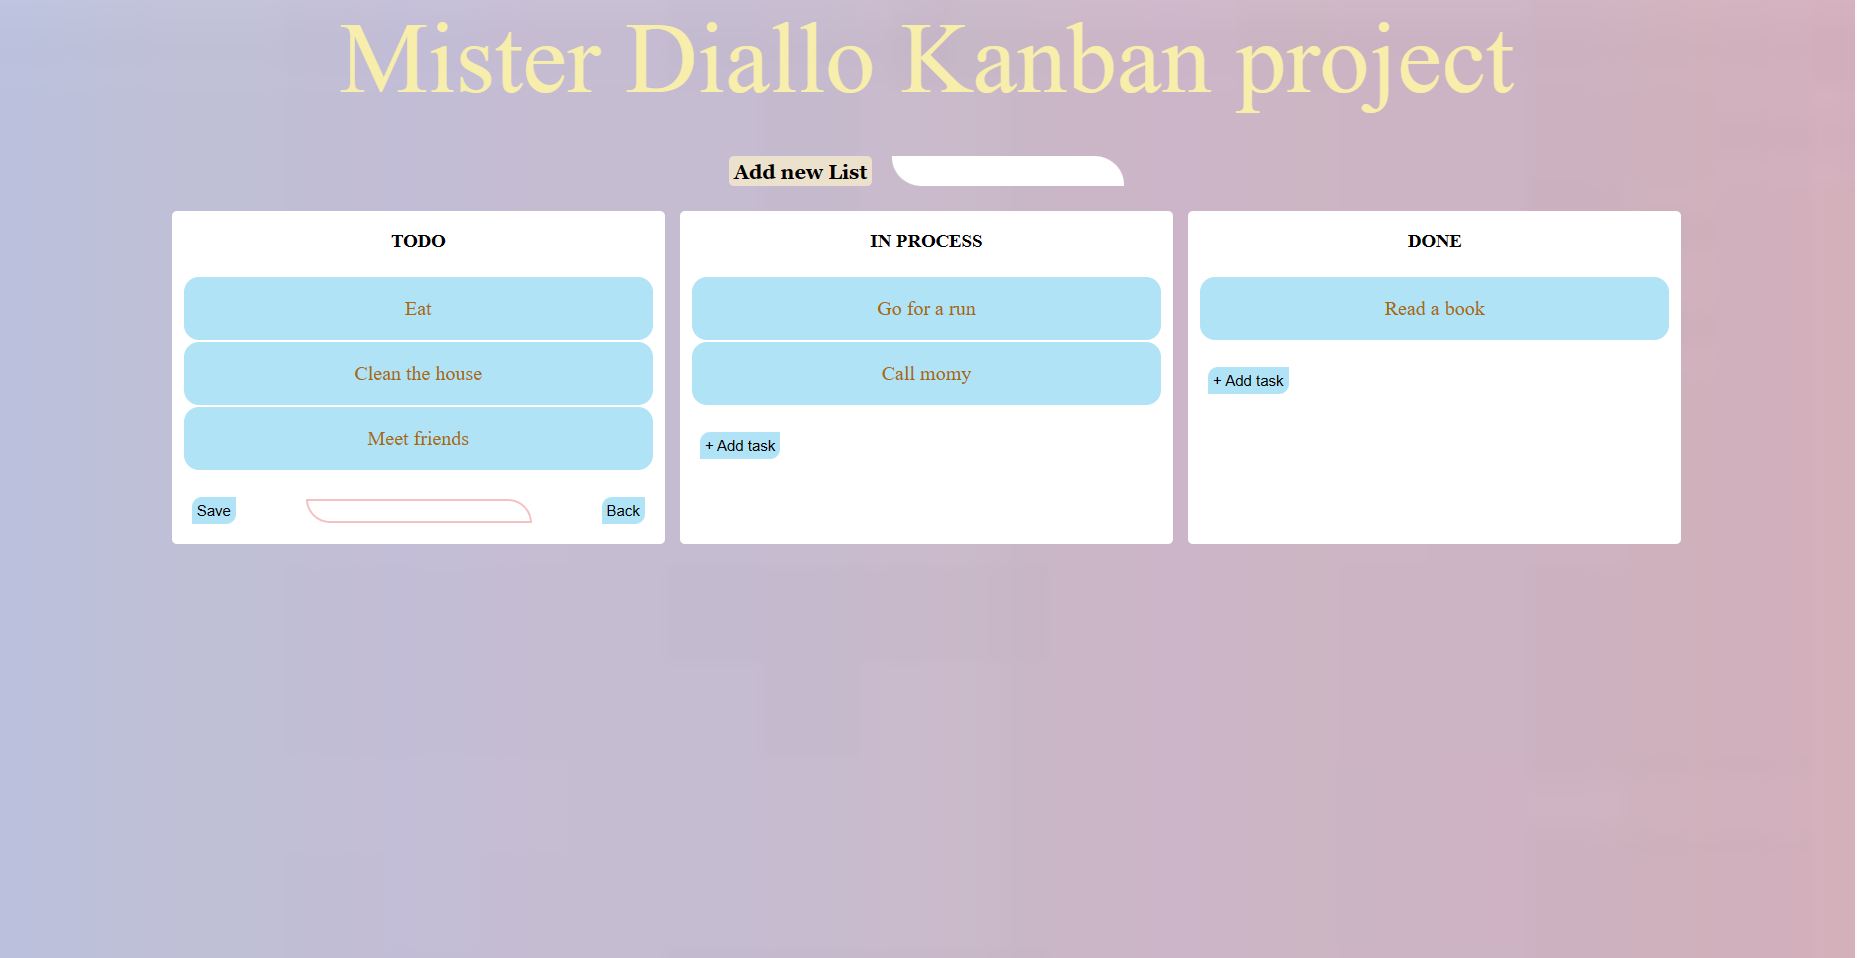 Mister Diallo Kanban project
Add new List
TODO
Eat
Clean the house
Meet friends
Save
Back
IN PROCESS
Go for a run
Call momy
+ Add task
DONE
Read a book
+ Add task